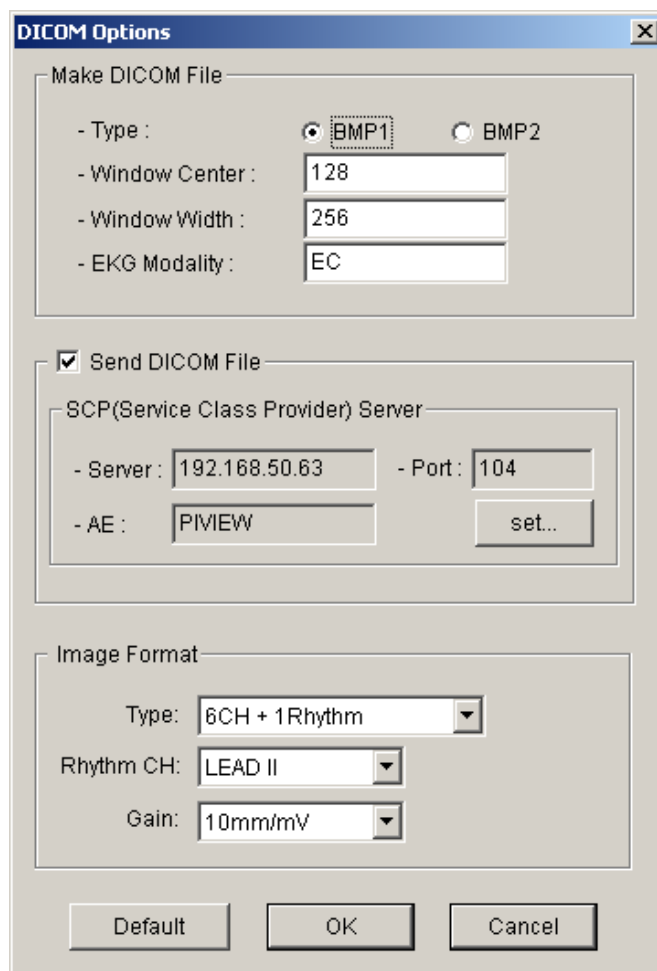 DICOM Options
Make DICOM File
- Type : BMP1 BMP2
- Window Center : 128
- Window Width : 256
- EKG Modality : EC
Send DICOM File
SCP(Service Class Provider) Server
- Server : 192.168.50.63 - Port : 104
- AE : PIVIEW set...
Image Format
Type: 6CH + 1Rhythm
Rhythm CH: LEAD II
Gain: 10mm/mV
Default OK Cancel